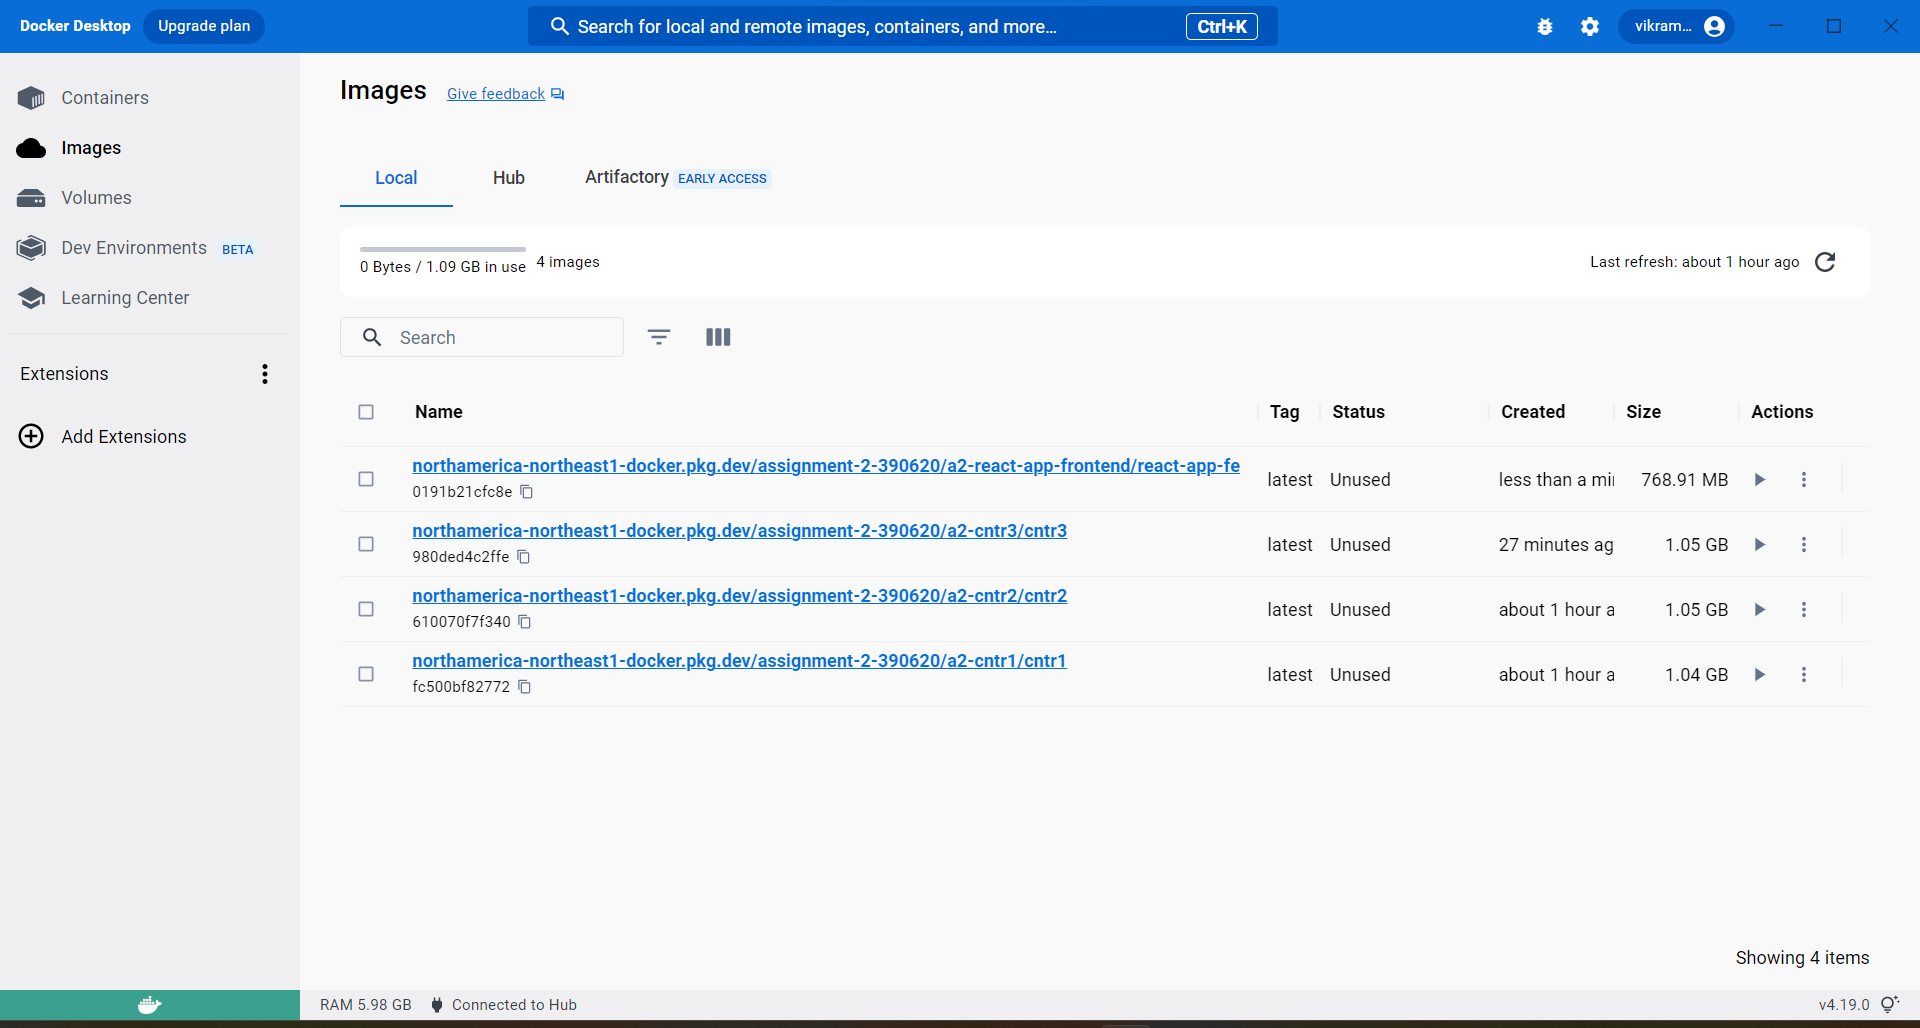 Docker Desktop Upgrade plan Search for local and remote images, containers, and more... Ctrl+K vikram...
Containers
Images
Volumes
Dev Environments BETA
Learning Center
Extensions
Add Extensions
Images Give feedback
Local Hub Artifactory EARLY ACCESS
0 Bytes / 1.09 GB in use 4 images Last refresh: about 1 hour ago
Search
Name Tag Status Created Size Actions
northamerica-northeast1-docker.pkg.dev/assignment-2-390620/a2-react-app-frontend/react-app-fe
0191b21cfc8e
latest Unused less than a mi 768.91 MB
northamerica-northeast1-docker.pkg.dev/assignment-2-390620/a2-cntr3/cntr3
980ded4c2ffe
latest Unused 27 minutes ag 1.05 GB
northamerica-northeast1-docker.pkg.dev/assignment-2-390620/a2-cntr2/cntr2
610070f7f340
latest Unused about 1 hour a 1.05 GB
northamerica-northeast1-docker.pkg.dev/assignment-2-390620/a2-cntr1/cntr1
fc500bf82772
latest Unused about 1 hour a 1.04 GB
Showing 4 items
RAM 5.98 GB Connected to Hub v4.19.0